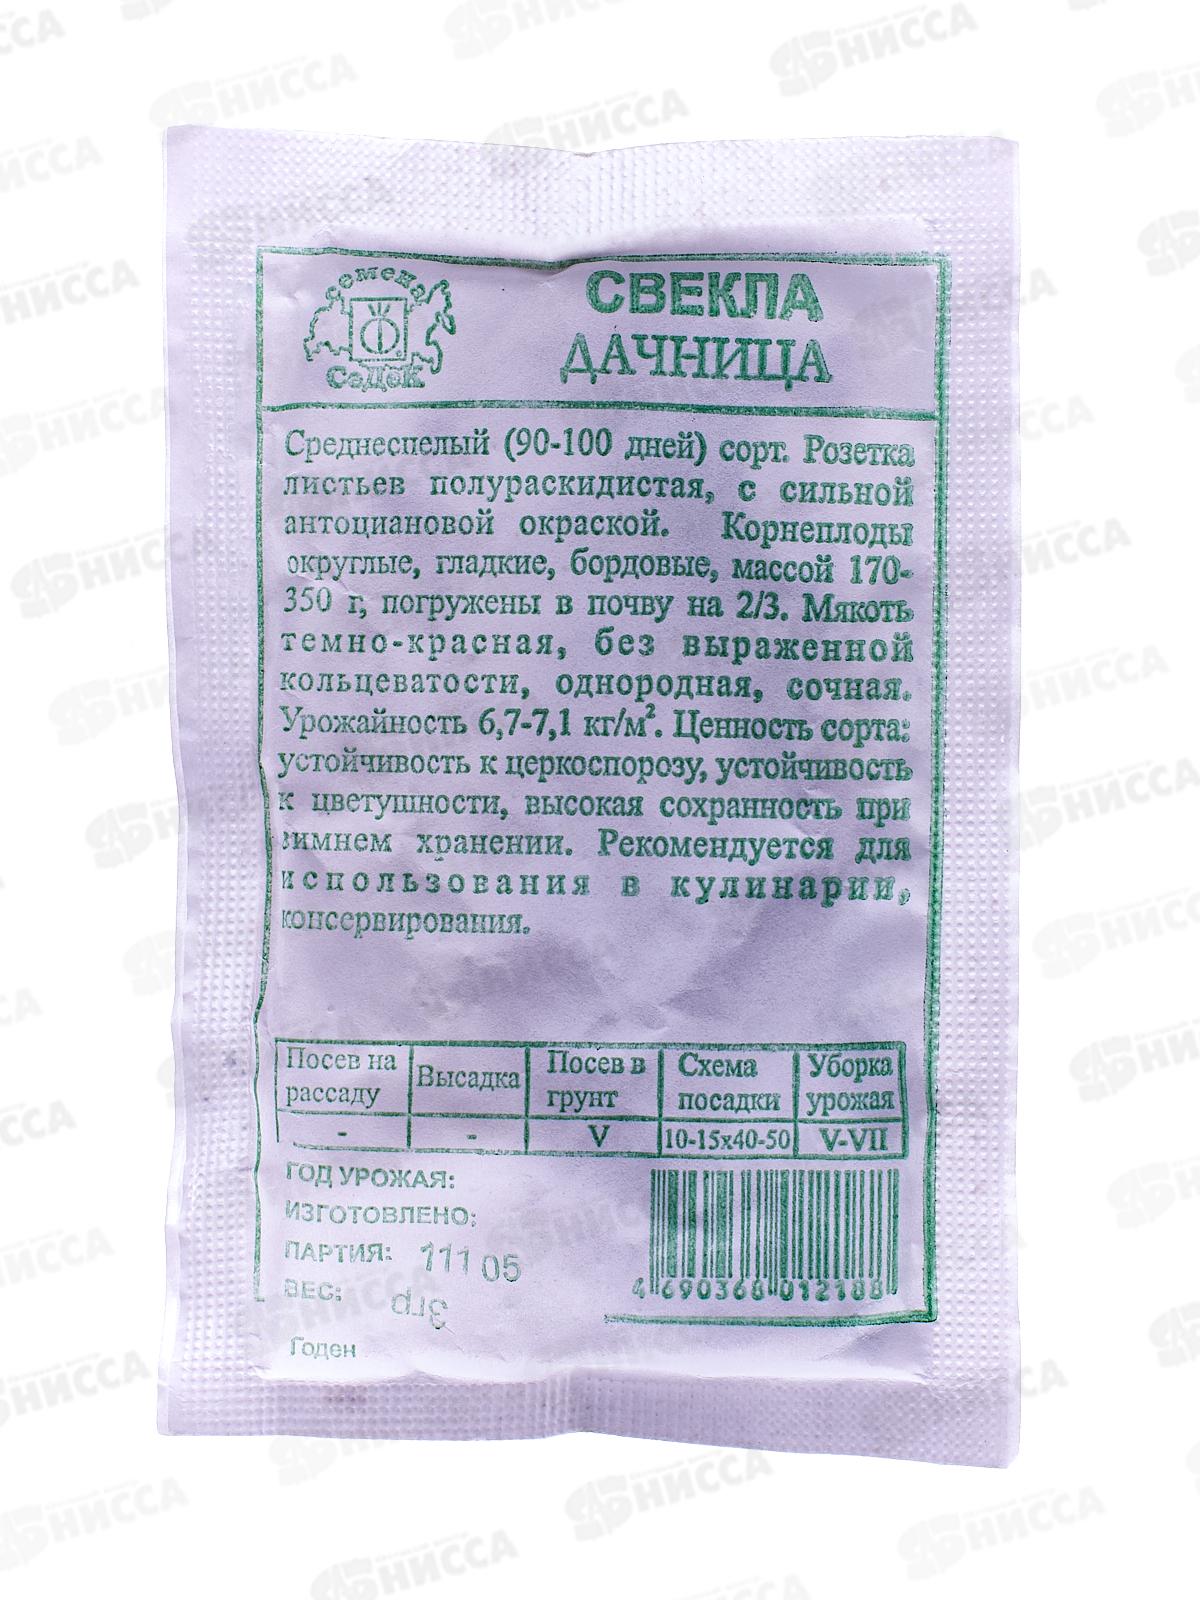 семена
СеДеК
СВЕКЛА
ДАЧНИЦА
Среднеспелый (90-100 дней) сорт. Розетка
листьев полураскидистая, с сильной
антоциановой окраской. Корнеплоды
округлые, гладкие, бордовые, массой 170-
350 г, погружены в почву на 2/3. Мякоть
темно-красная, без выраженной
кольцеватости, однородная, сочная.
Урожайность 6,7-7,1 кг/м². Ценность сорта:
устойчивость к церкоспорозу, устойчивость
к цветушности, высокая сохранность при
зимнем хранении. Рекомендуется для
использования в кулинарии,
консервирования.
Посев на рассаду Высадка Посев в грунт Схема посадки Уборка урожая
- - V 10-15х40-50 V-VII
ГОД УРОЖАЯ:
ИЗГОТОВЛЕНО:
ПАРТИЯ: 111 05
ВЕС: 3гр
Годен
4 690368 012188
НИССА